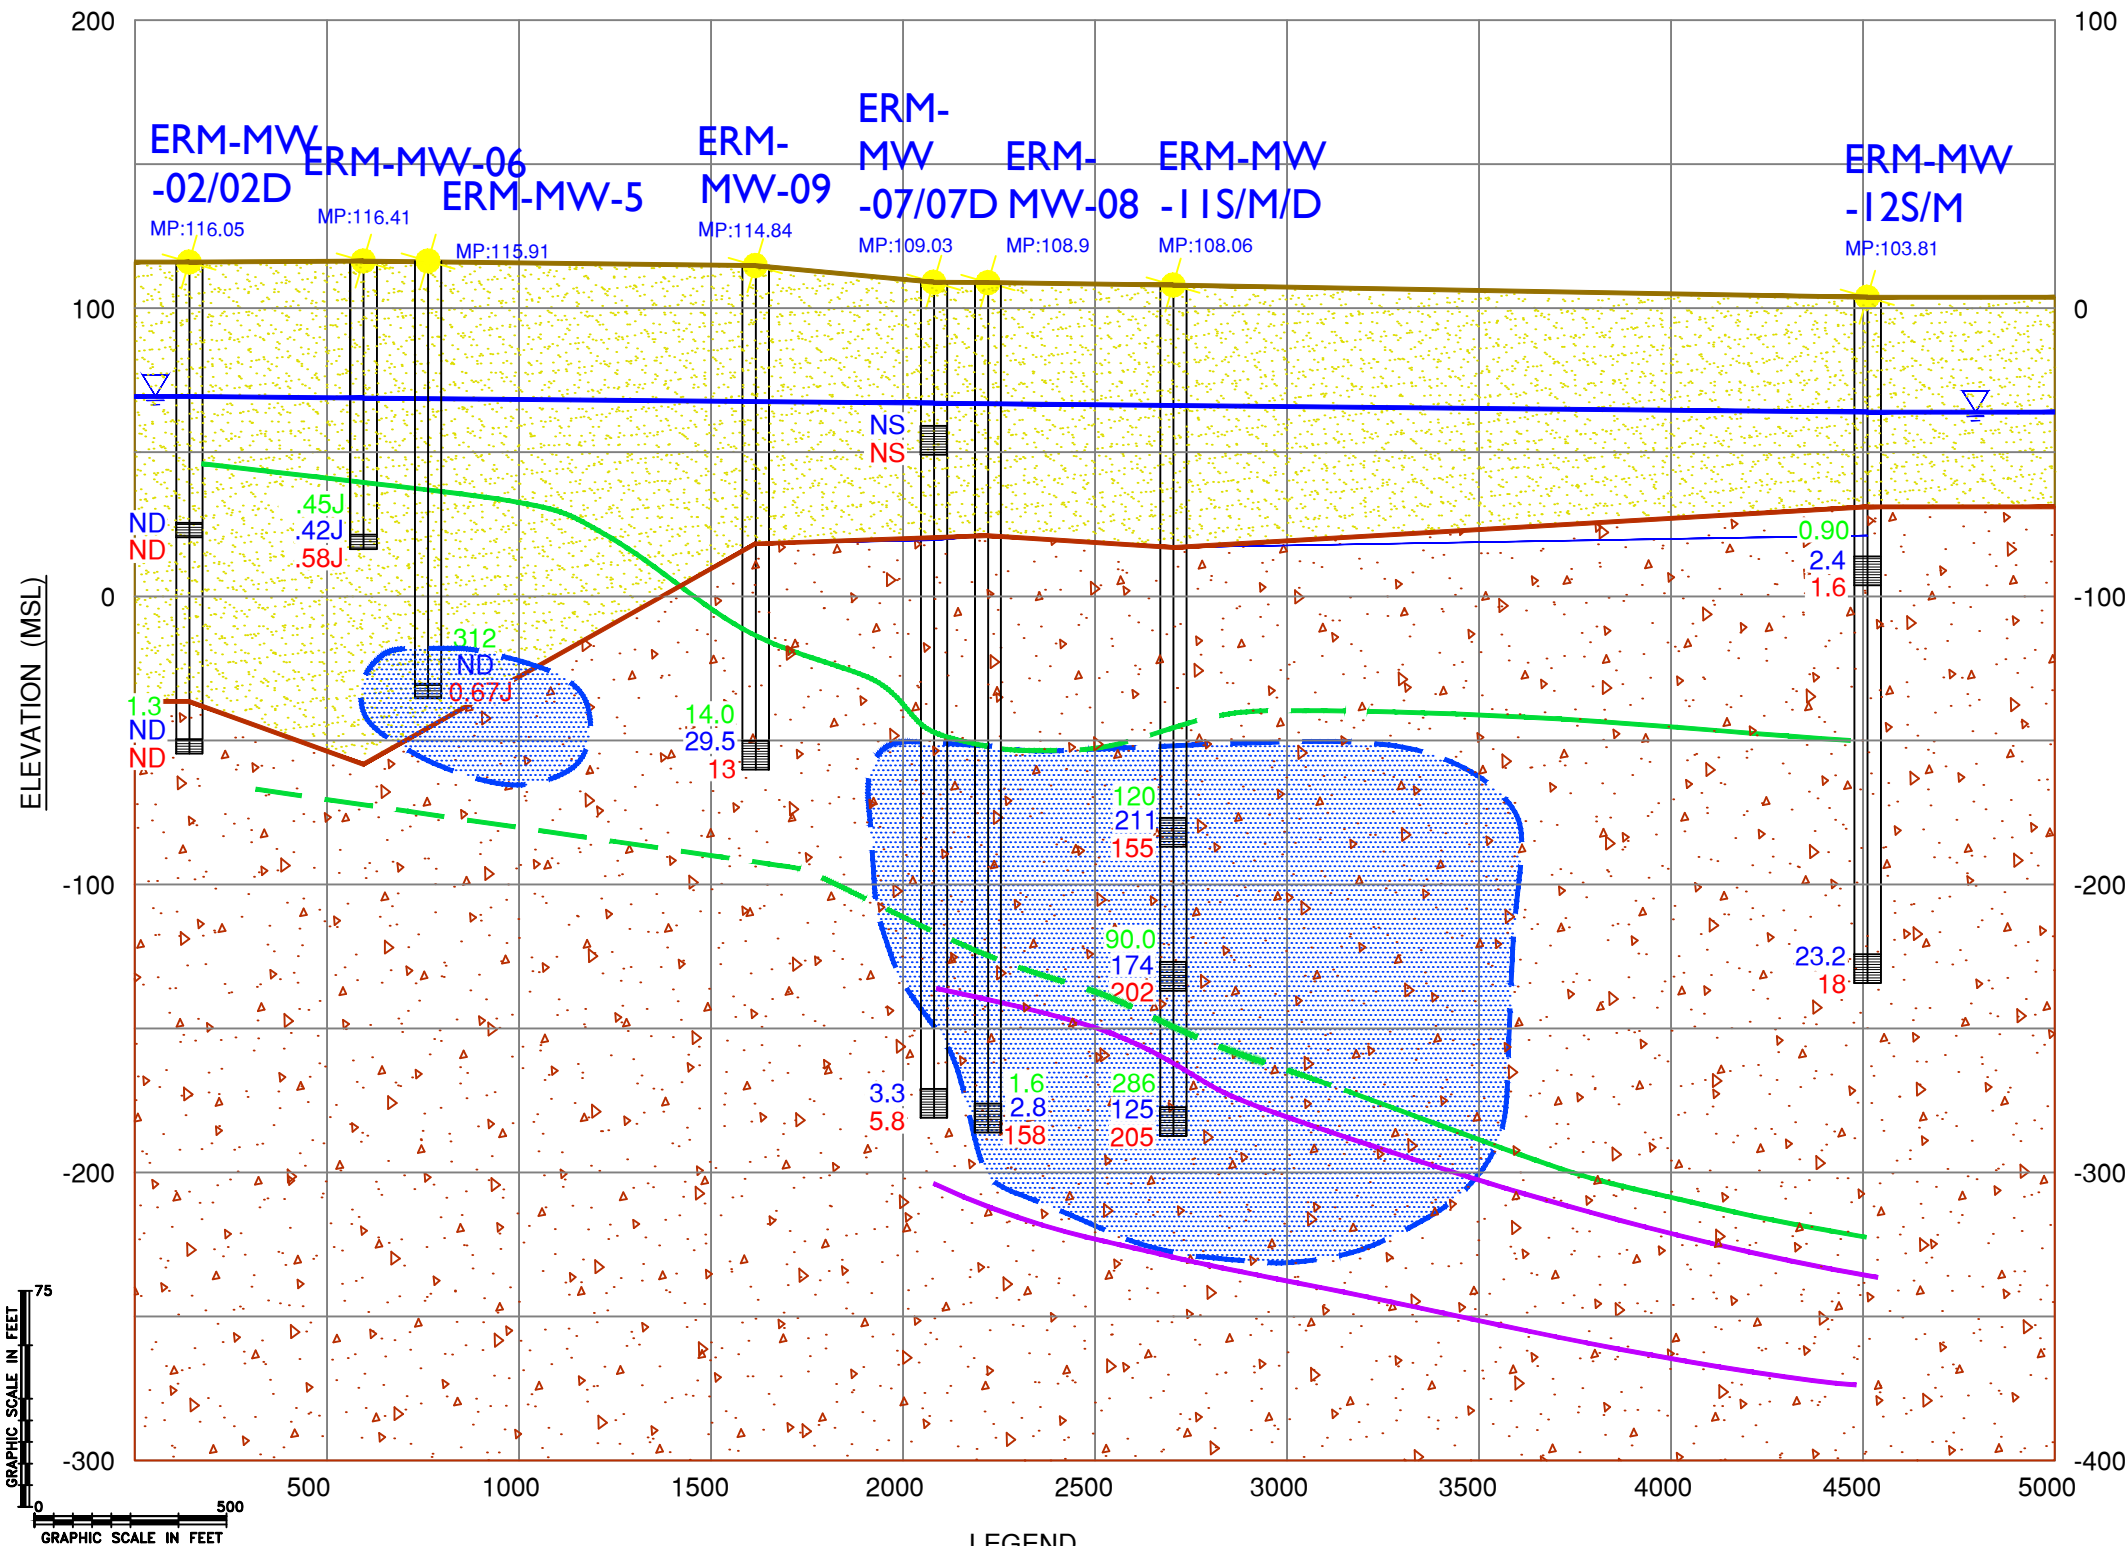 200
100
ERM-
MW
-07/07D
ERM-MW
-02/02D
ERM-MW-06
ERM-MW-5
ERM-
MW-09
ERM-
MW-08
ERM-MW
-11S/M/D
ERM-MW
-12S/M
MP:116.05
MP:116.41
MP:115.91
MP:114.84
MP:109.03
MP:108.9
MP:108.06
MP:103.81
100
0
NS
NS
ND
ND
.45J
.42J
.58J
0.90
2.4
1.6
0
-100
ELEVATION (MSL)
312
ND
0.67J
1.3
ND
ND
14.0
29.5
13
120
211
155
-100
-200
90.0
174
202
23.2
18
3.3
5.8
1.6
2.8
158
286
125
205
-200
-300
-300
-400
75
GRAPHIC SCALE IN FEET
GRAPHIC SCALE IN FEET
500
1000
1500
2000
2500
3000
3500
4000
4500
5000
0
500
GRAPHIC SCALE IN FEET
LEGEND